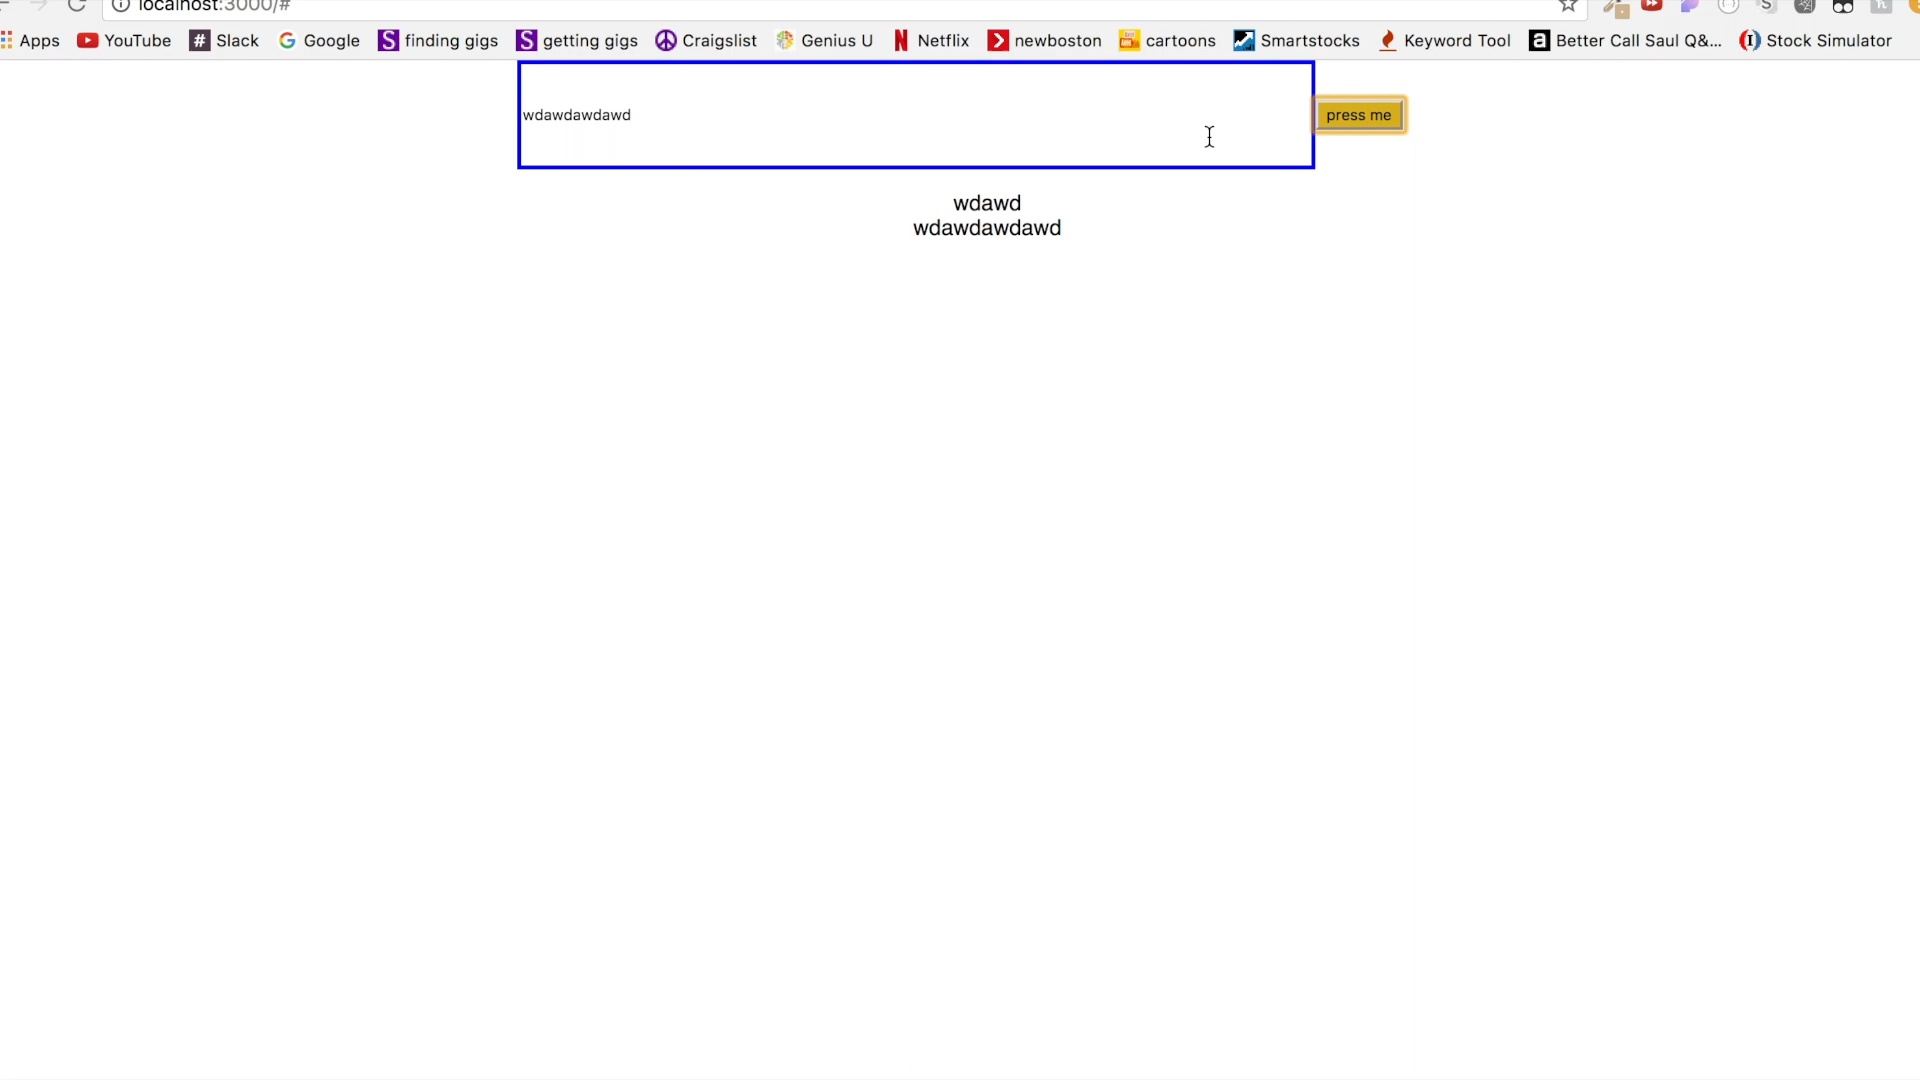 localhost:3000/#
Apps YouTube Slack Google finding gigs getting gigs Craigslist Genius U Netflix newboston cartoons Smartstocks Keyword Tool Better Call Saul Q&... Stock Simulator
wdawdawdawd press me
wdawd
wdawdawdawd